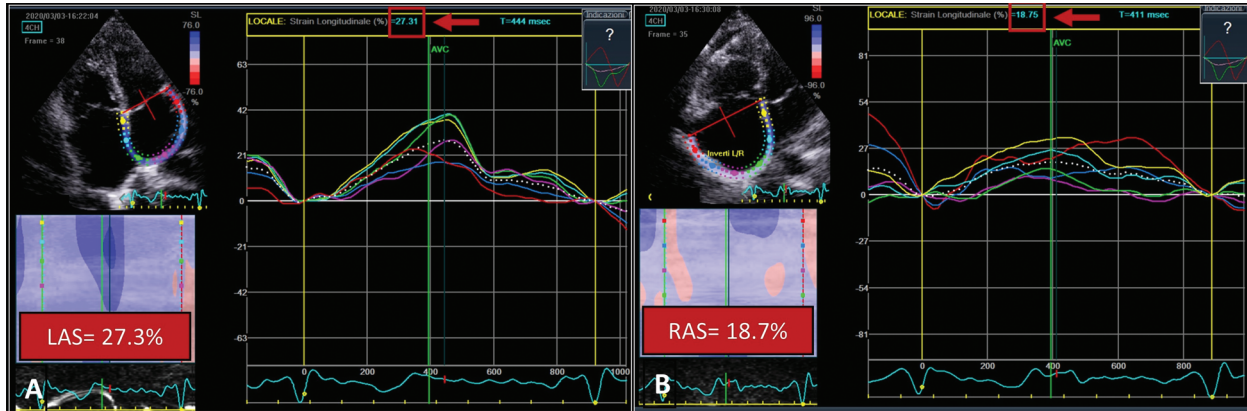 2020/03/03-16:22:04
4CH
Frame = 38
SL
76.0
-76.0
%
LOCALE: Strain Longitudinale (%) =27.31
T=444 msec
Indicazioni
?
AVC
63
42
21
0
-21
-42
-63
0
200
400
600
800
1000
LAS= 27.3%
A
2020/03/03-16:30:08
4CH
Frame = 35
SL
96.0
-96.0
%
Inverti L/R
LOCALE: Strain Longitudinale (%) =18.75
T=411 msec
Indicazioni
?
AVC
81
54
27
0
-27
-54
-81
0
200
400
600
800
RAS= 18.7%
B